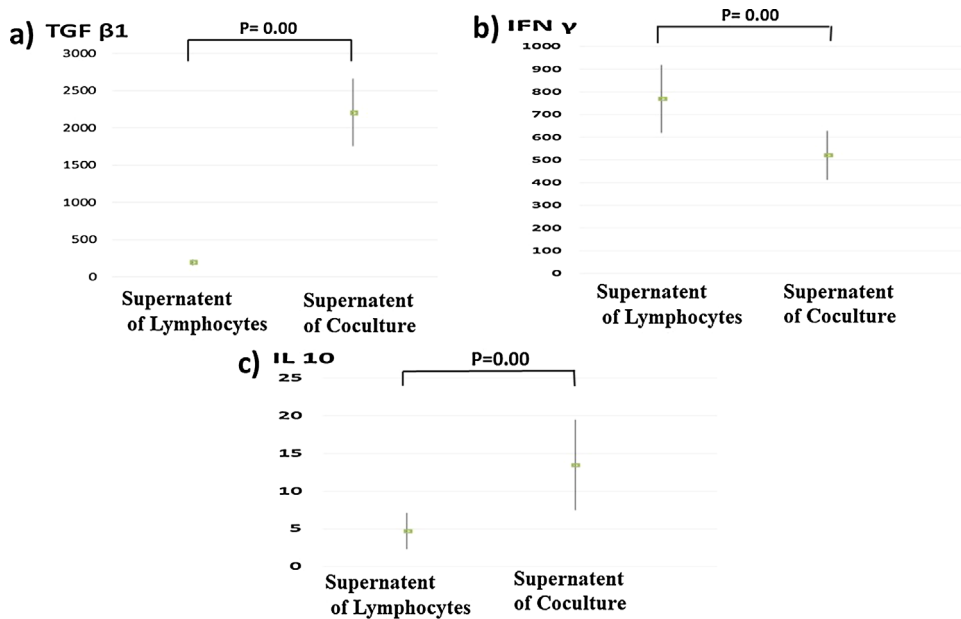 a) TGF β1
P= 0.00
3000
2500
2000
1500
1000
500
0
Supernatent
of Lymphocytes
Supernatent
of Coculture
b) IFN γ
P= 0.00
1000
900
800
700
600
500
400
300
200
100
0
Supernatent
of Lymphocytes
Supernatent
of Coculture
c) IL 10
P=0.00
25
20
15
10
5
0
Supernatent
of Lymphocytes
Supernatent
of Coculture